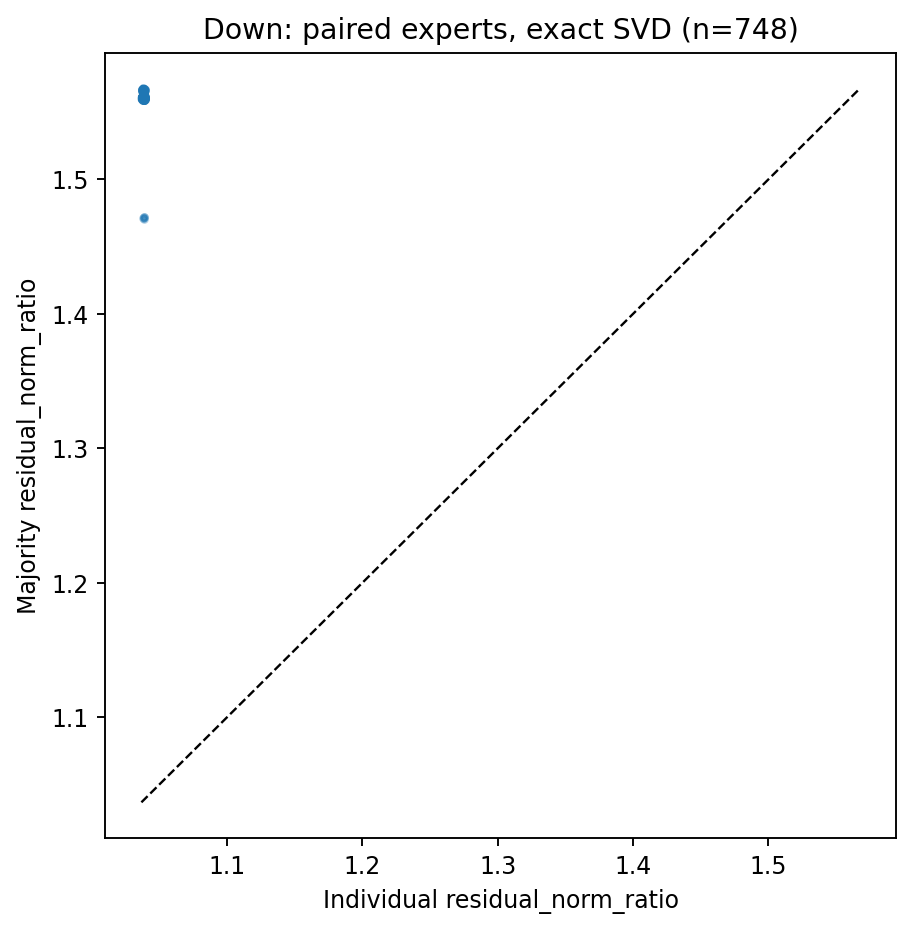 Down: paired experts, exact SVD (n=748)
Majority residual_norm_ratio
1.5
1.4
1.3
1.2
1.1
1.1 1.2 1.3 1.4 1.5
Individual residual_norm_ratio